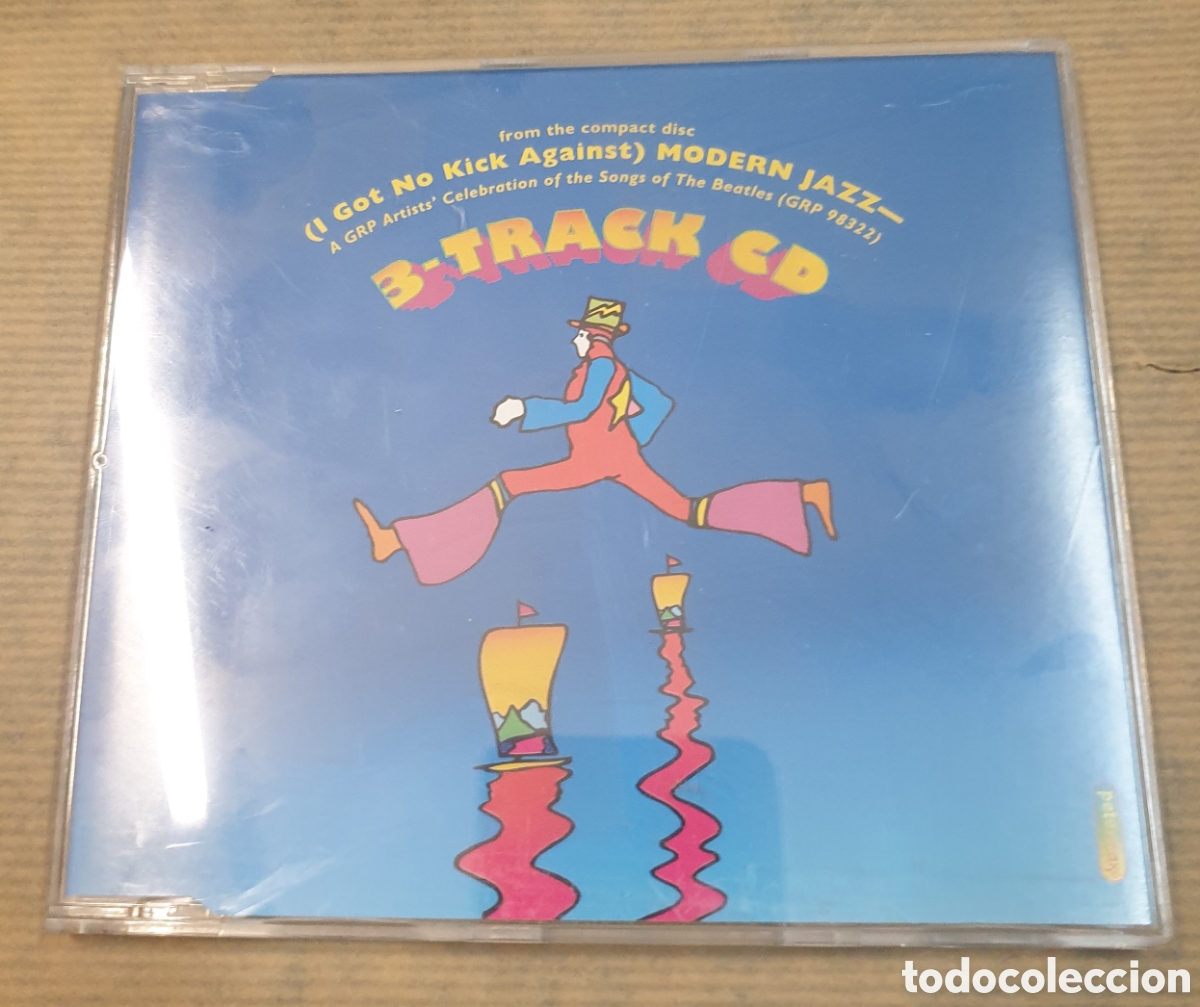 from the compact disc
(I Got No Kick Against) MODERN JAZZ—
A GRP Artists' Celebration of the Songs of The Beatles (GRP 98322)
3-TRACK CD
todocoleccion